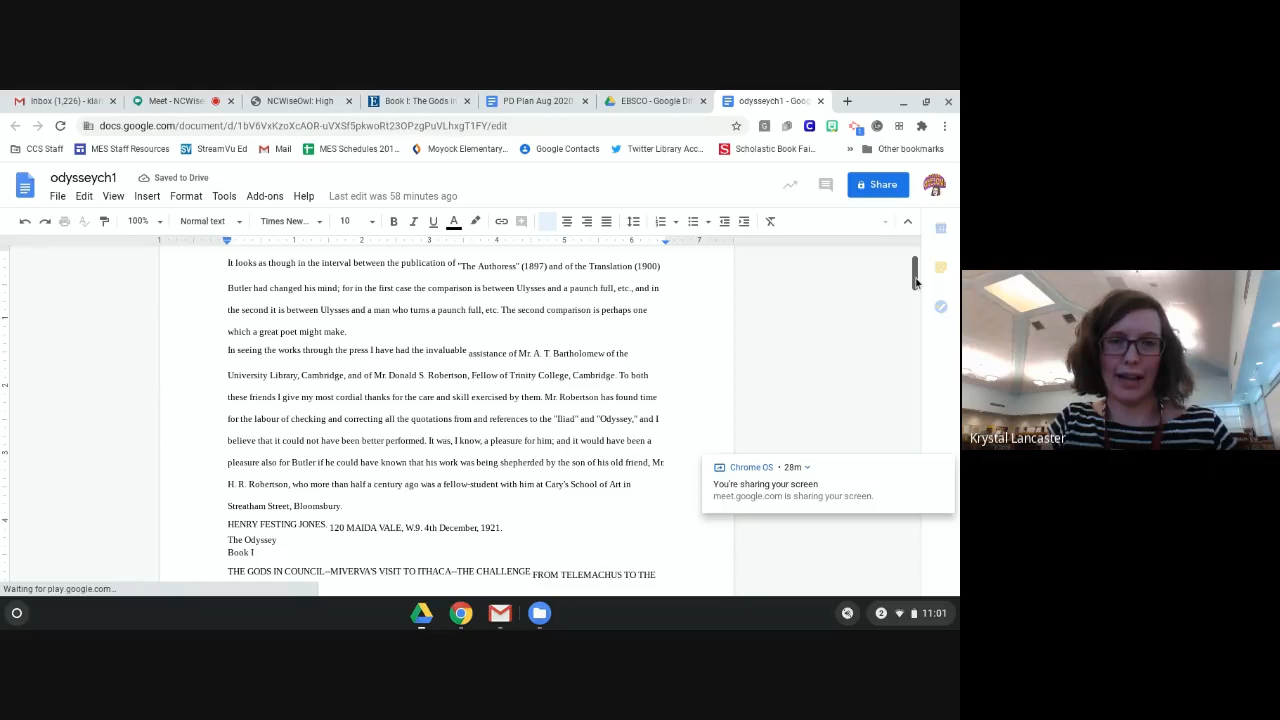 Inbox (1,226) - kian
Meet - NCWise
NCWiseOwl: High
Book I: The Gods in
PD Plan Aug 2020
EBSCO - Google Dr
odysseych1 - Goog
docs.google.com/document/d/1bV6VxKzoXcAOR-uVXSf5pkwoRt23OPzgPuVLhxgT1FY/edit
CCS Staff
MES Staff Resources
StreamVu Ed
Mail
MES Schedules 201...
Moyock Elementary...
Google Contacts
Twitter Library Acc...
Scholastic Book Fai...
Other bookmarks
odysseych1
Saved to Drive
File Edit View Insert Format Tools Add-ons Help Last edit was 58 minutes ago
Share
100% Normal text Times New... 10
It looks as though in the interval between the publication of "The Authoress" (1897) and of the Translation (1900)
Butler had changed his mind; for in the first case the comparison is between Ulysses and a paunch full, etc., and in
the second it is between Ulysses and a man who turns a paunch full, etc. The second comparison is perhaps one
which a great poet might make.
In seeing the works through the press I have had the invaluable assistance of Mr. A. T. Bartholomew of the
University Library, Cambridge, and of Mr. Donald S. Robertson, Fellow of Trinity College, Cambridge. To both
these friends I give my most cordial thanks for the care and skill exercised by them. Mr. Robertson has found time
for the labour of checking and correcting all the quotations from and references to the "Iliad" and "Odyssey," and I
believe that it could not have been better performed. It was, I know, a pleasure for him; and it would have been a
pleasure also for Butler if he could have known that his work was being shepherded by the son of his old friend, Mr.
H. R. Robertson, who more than half a century ago was a fellow-student with him at Cary's School of Art in
Streatham Street, Bloomsbury.
HENRY FESTING JONES. 120 MAIDA VALE, W.9. 4th December, 1921.
The Odyssey
Book I
THE GODS IN COUNCIL--MIVERVA'S VISIT TO ITHACA--THE CHALLENGE FROM TELEMACHUS TO THE
Chrome OS • 28m
You're sharing your screen
meet.google.com is sharing your screen.
Waiting for play.google.com...
2 11:01
Krystal Lancaster